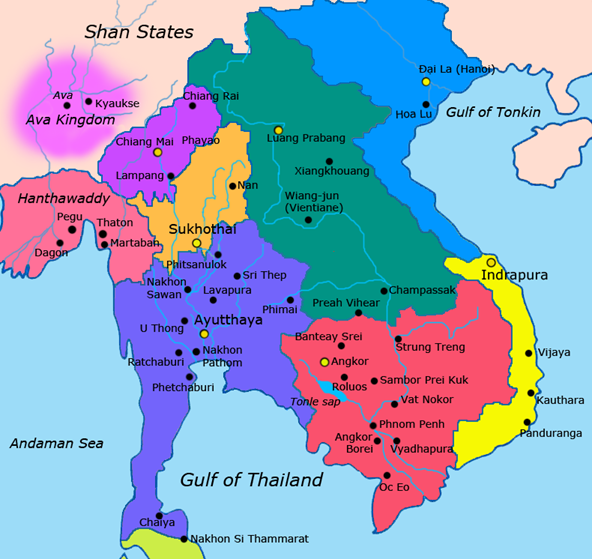 Shan States
Đại La (Hanoi)
Ava
Kyaukse
Chiang Rai
Ava Kingdom
Hoa Lu
Gulf of Tonkin
Chiang Mai
Phayao
Luang Prabang
Xiangkhouang
Lampang
Nan
Hanthawaddy
Wiang-jun
(Vientiane)
Pegu
Thaton
Sukhothai
Martaban
Dagon
Phitsanulok
Indrapura
Sri Thep
Nakhon
Sawan
Lavapura
Champassak
Phimai
Preah Vihear
Ayutthaya
U Thong
Banteay Srei
Strung Treng
Nakhon
Pathom
Ratchaburi
Angkor
Vijaya
Roluos
Sambor Prei Kuk
Phetchaburi
Tonle sap
Vat Nokor
Kauthara
Phnom Penh
Panduranga
Angkor
Borei
Vyadhapura
Andaman Sea
Gulf of Thailand
Oc Eo
Chaiya
Nakhon Si Thammarat